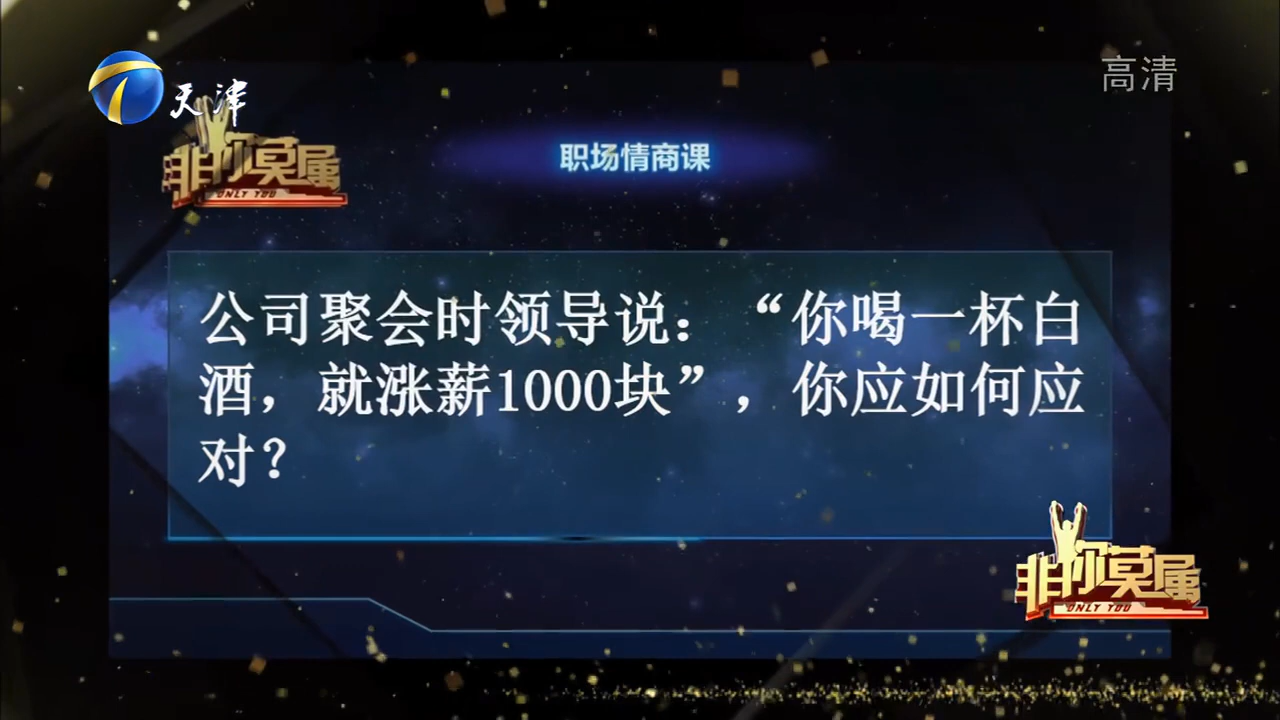 天津
高清
非你莫属
ONLY YOU
职场情商课
公司聚会时领导说：“你喝一杯白
酒，就涨薪1000块”，你应如何应
对？
非你莫属
ONLY YOU